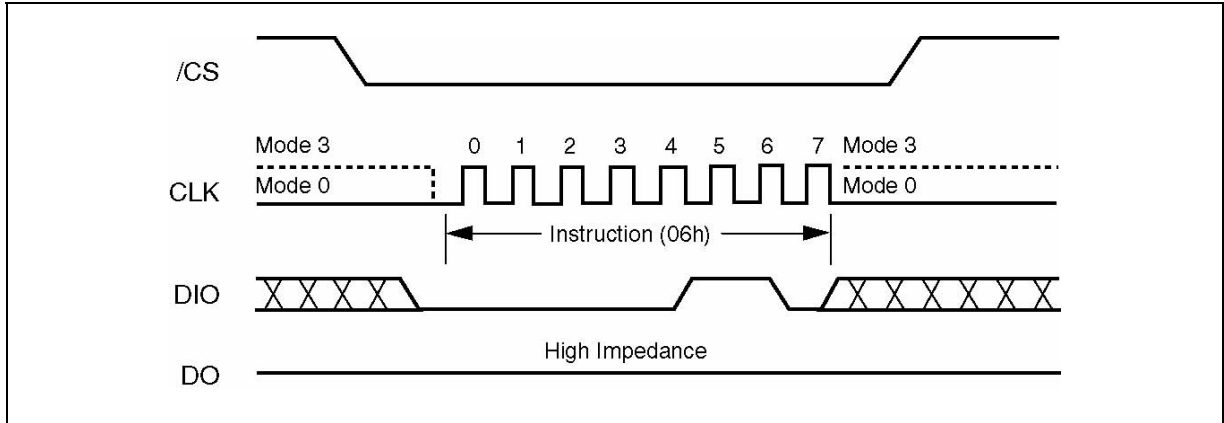 /CS
Mode 3 0 1 2 3 4 5 6 7 Mode 3
CLK Mode 0 Mode 0
Instruction (06h)
DIO
High Impedance
DO